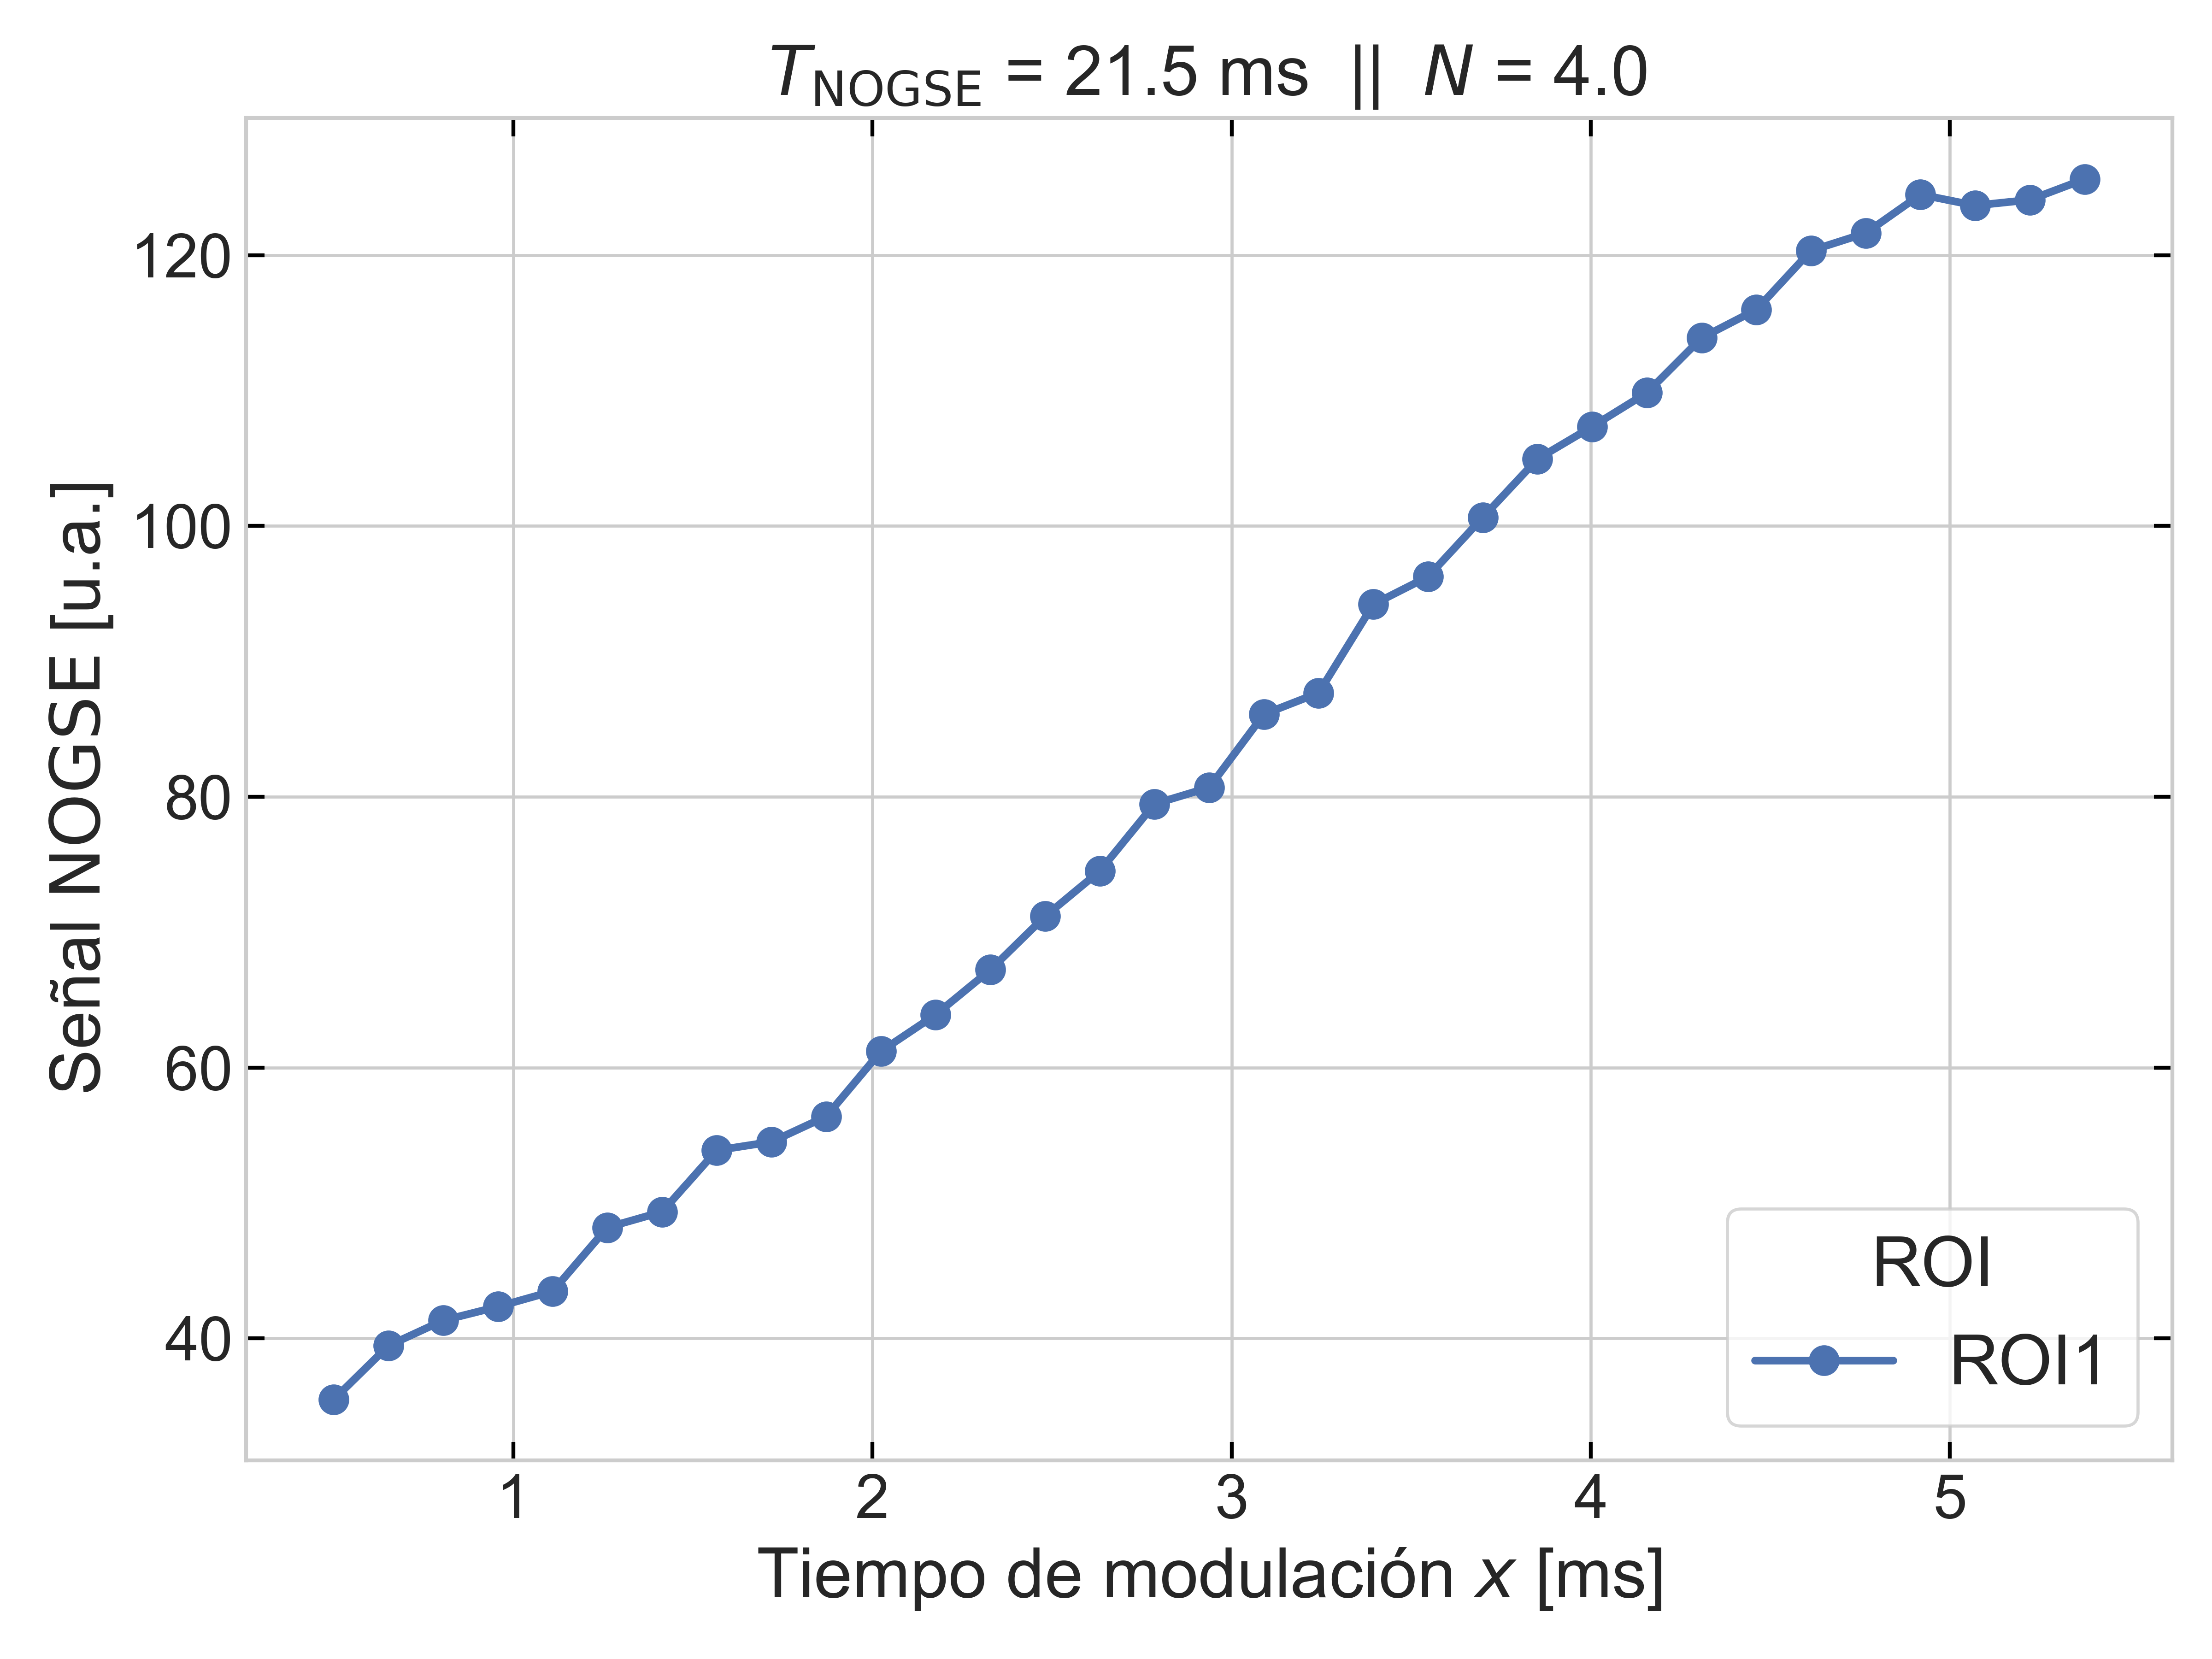 T_NOGSE = 21.5 ms || N = 4.0
Señal NOGSE [u.a.]
120
100
80
60
40
ROI
ROI1
1 2 3 4 5
Tiempo de modulación x [ms]